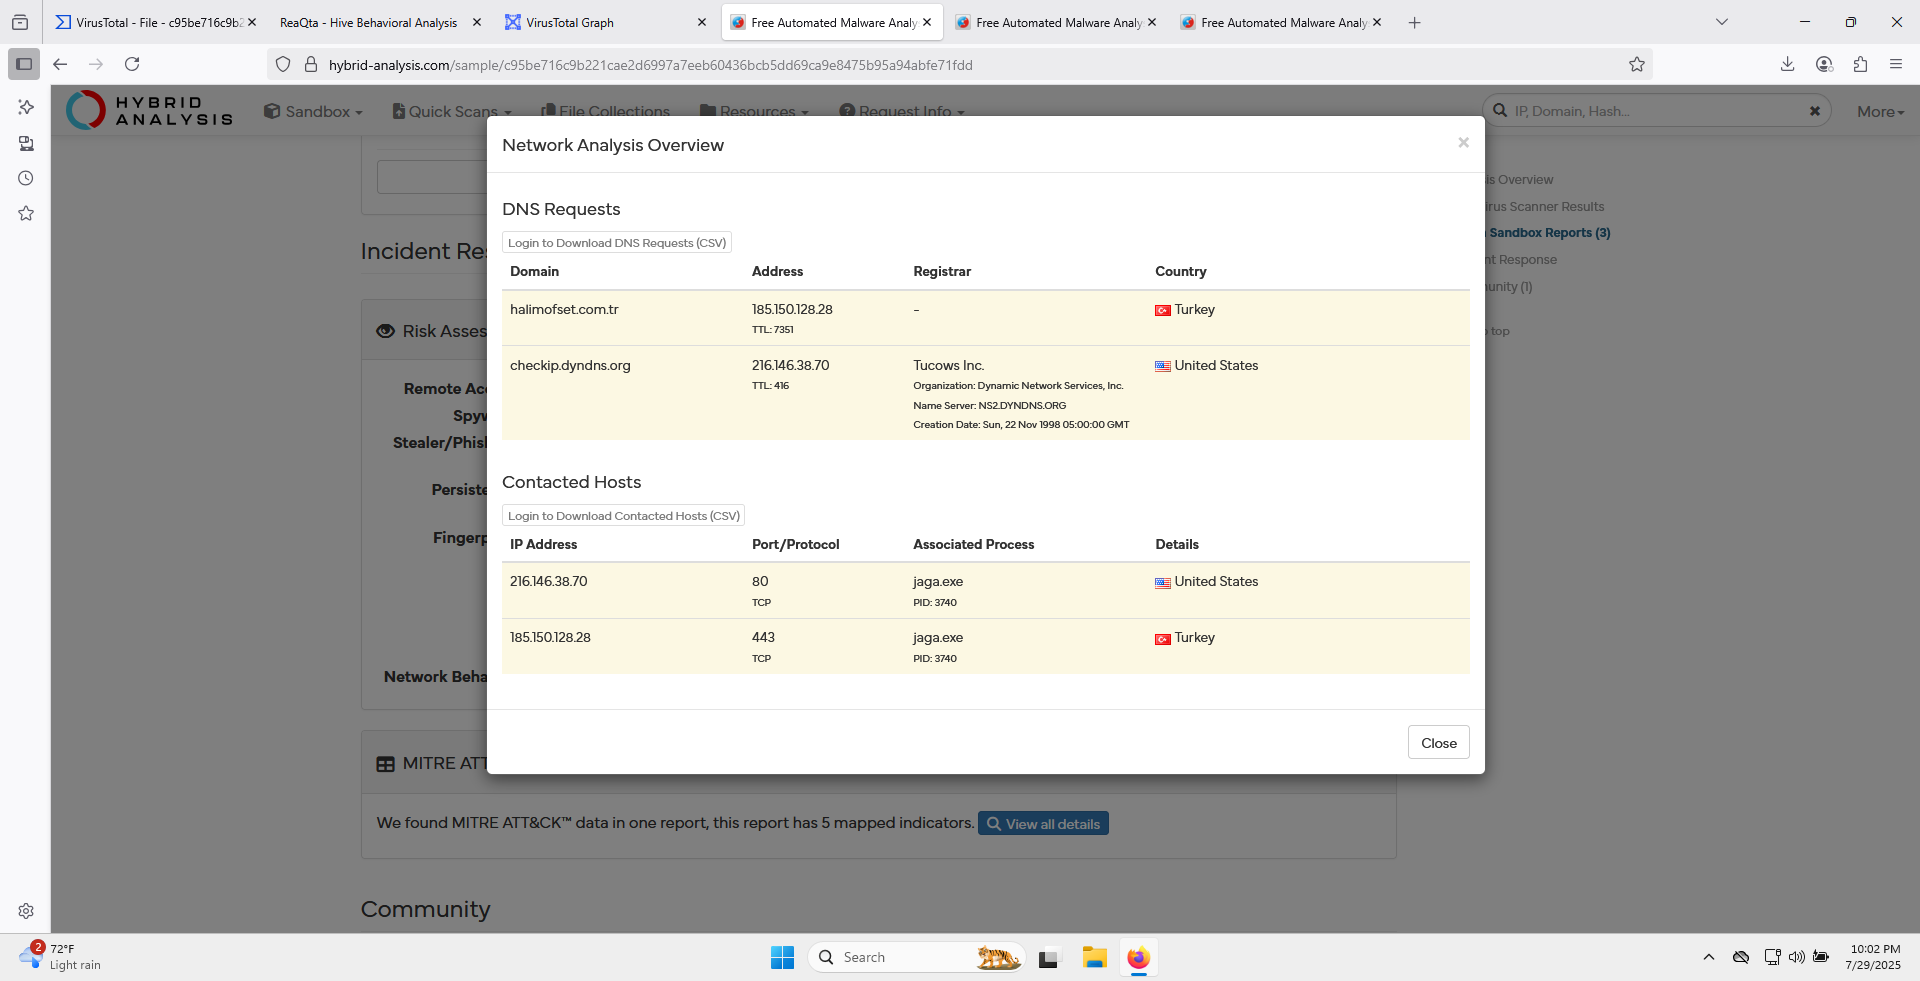 VirusTotal - File - c95be716c9b2
ReaQta - Hive Behavioral Analysis
VirusTotal Graph
Free Automated Malware Analy
Free Automated Malware Analy
Free Automated Malware Analy
hybrid-analysis.com/sample/c95be716c9b221cae2d6997a7eeb60436bcb5dd69ca9e8475b95a94abfe71fdd
HYBRID ANALYSIS
Sandbox
Quick Scans
File Collections
Resources
Request Info
IP, Domain, Hash...
More
Network Analysis Overview
×
is Overview
irus Scanner Results
Sandbox Reports (3)
nt Response
unity (1)
top
DNS Requests
Login to Download DNS Requests (CSV)
Domain Address Registrar Country
halimofset.com.tr 185.150.128.28 - Turkey
TTL: 7351
checkip.dyndns.org 216.146.38.70 Tucows Inc. United States
TTL: 416 Organization: Dynamic Network Services, Inc.
Name Server: NS2.DYNDNS.ORG
Creation Date: Sun, 22 Nov 1998 05:00:00 GMT
Contacted Hosts
Login to Download Contacted Hosts (CSV)
IP Address Port/Protocol Associated Process Details
216.146.38.70 80 jaga.exe United States
TCP PID: 3740
185.150.128.28 443 jaga.exe Turkey
TCP PID: 3740
Close
Incident Re
Risk Asses
Remote Acc
Spyw
Stealer/Phish
Persiste
Fingerp
Network Beha
MITRE ATT
We found MITRE ATT&CK™ data in one report, this report has 5 mapped indicators. View all details
Community
2
72°F
Light rain
Search
10:02 PM
7/29/2025